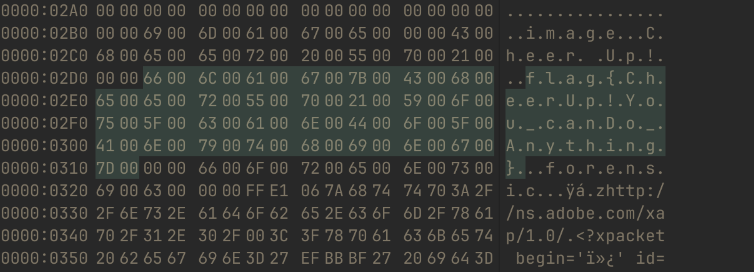 0000:02A0 00 00 00 00 00 00 00 00 00 00 00 00 00 00 00 00 ................
0000:02B0 00 00 69 00 6D 00 61 00 67 00 65 00 00 00 43 00 ..i.m.a.g.e...C.
0000:02C0 68 00 65 00 65 00 72 00 20 00 55 00 70 00 21 00 h.e.e.r. .U.p.!.
0000:02D0 00 00 66 00 6C 00 61 00 67 00 7B 00 43 00 68 00 ..f.l.a.g.{.C.h.
0000:02E0 65 00 65 00 72 00 55 00 70 00 21 00 59 00 6F 00 e.e.r.U.p.!.Y.o.
0000:02F0 75 00 5F 00 63 00 61 00 6E 00 44 00 6F 00 5F 00 u._.c.a.n.D.o._.
0000:0300 41 00 6E 00 79 00 74 00 68 00 69 00 6E 00 67 00 A.n.y.t.h.i.n.g.
0000:0310 7D 00 00 00 66 00 6F 00 72 00 65 00 6E 00 73 00 }...f.o.r.e.n.s.
0000:0320 69 00 63 00 00 00 FF E1 06 7A 68 74 74 70 3A 2F i.c...ÿá.zhttp:/
0000:0330 2F 6E 73 2E 61 64 6F 62 65 2E 63 6F 6D 2F 78 61 /ns.adobe.com/xa
0000:0340 70 2F 31 2E 30 2F 00 3C 3F 78 70 61 63 6B 65 74 p/1.0/.<?xpacket
0000:0350 20 62 65 67 69 6E 3D 27 EF BB BF 27 20 69 64 3D begin='ï»¿' id=